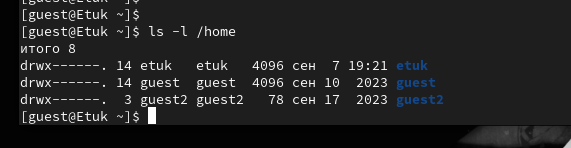 [guest@Etuk ~]$
[guest@Etuk ~]$
[guest@Etuk ~]$ ls -l /home
итого 8
drwx------. 14 etuk   etuk   4096 сен  7 19:21 etuk
drwx------. 14 guest  guest  4096 сен 10  2023 guest
drwx------.  3 guest2 guest2   78 сен 17  2023 guest2
[guest@Etuk ~]$